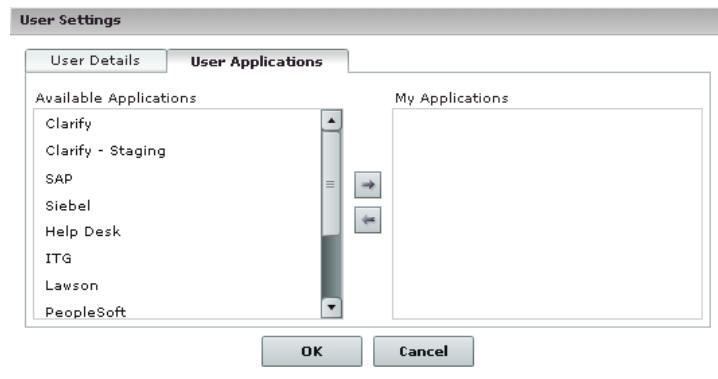 User Settings
User Details
User Applications
Available Applications
My Applications
Clarify
Clarify - Staging
SAP
Siebel
Help Desk
ITG
Lawson
PeopleSoft
OK
Cancel